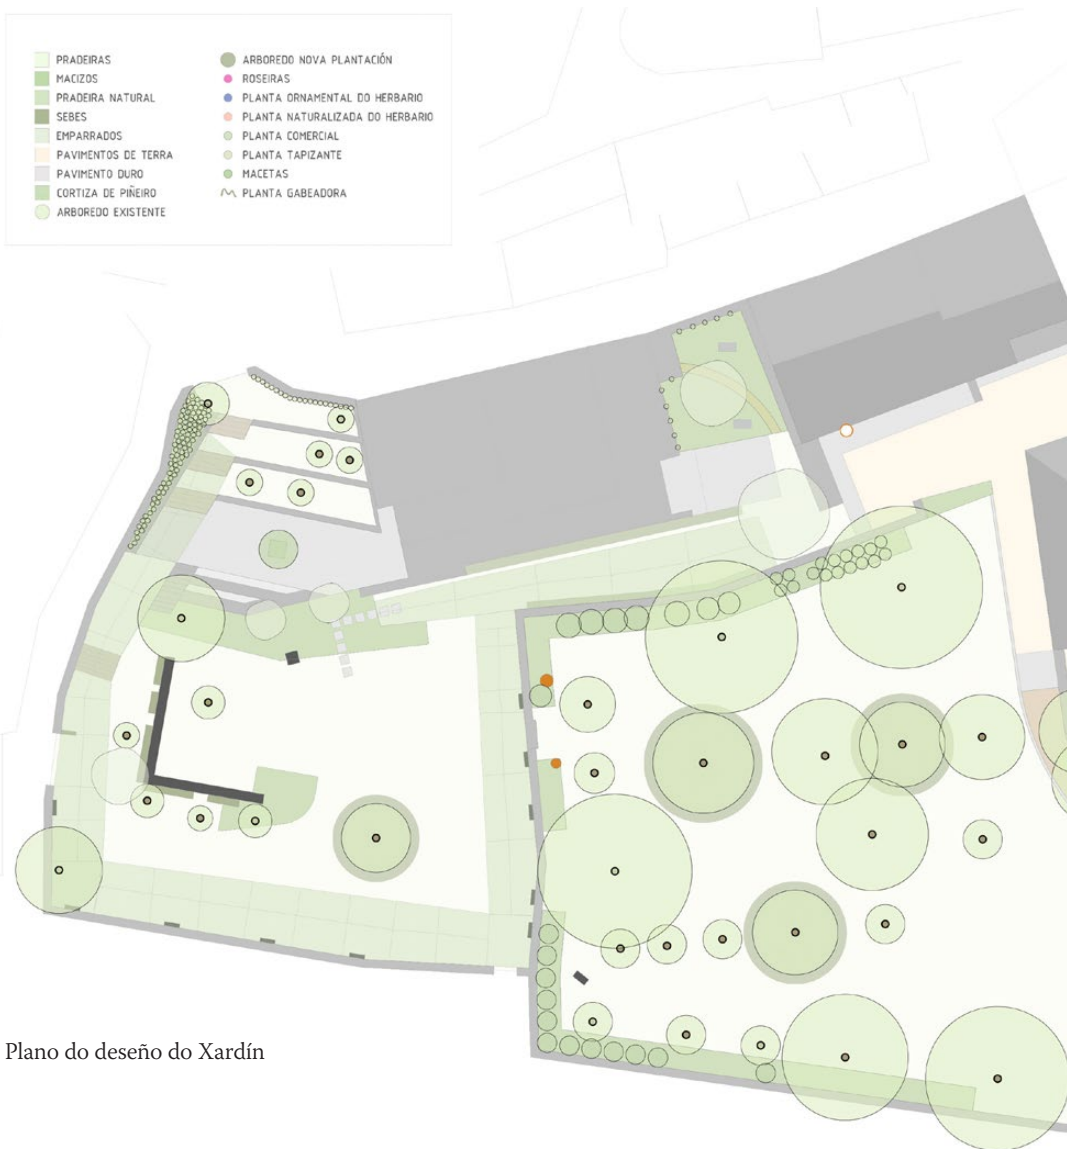 PRADEIRAS
MACIZOS
PRADEIRA NATURAL
SEBES
EMPARRADOS
PAVIMENTOS DE TERRA
PAVIMENTO DURO
CORTIZA DE PIÑEIRO
ARBOREDO EXISTENTE
ARBOREDO NOVA PLANTACIÓN
ROSEIRAS
PLANTA ORNAMENTAL DO HERBARIO
PLANTA NATURALIZADA DO HERBARIO
PLANTA COMERCIAL
PLANTA TAPIZANTE
MACETAS
PLANTA GABEADORA
Plano do deseño do Xardín